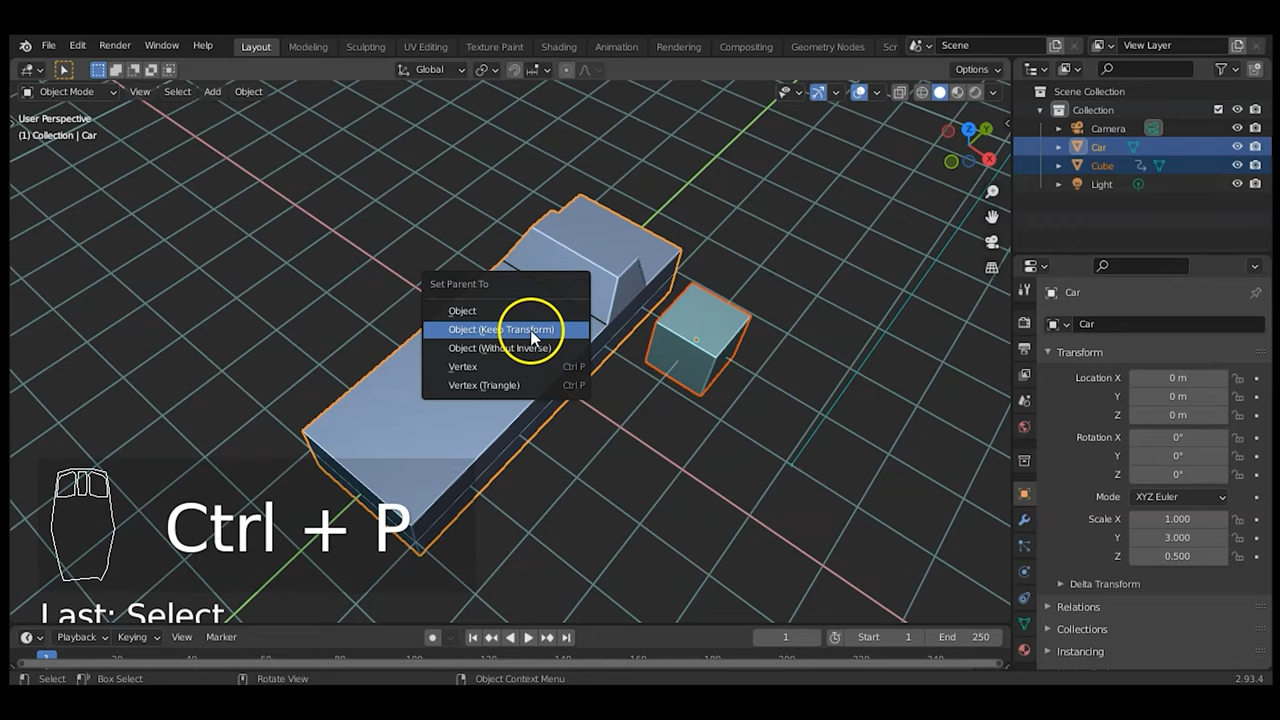 File Edit Render Window Help Layout Modeling Sculpting UV Editing Texture Paint Shading Animation Rendering Compositing Geometry Nodes Scr Scene View Layer
Global Options
Object Mode View Select Add Object
User Perspective
(1) Collection | Car
Z Y X
Scene Collection
Collection
Camera
Car
Cube
Light
Set Parent To
Object
Object (Keep Transform)
Object (Without Inverse)
Vertex Ctrl P
Vertex (Triangle) Ctrl P
Car
Car
Transform
Location X 0 m
Y 0 m
Z 0 m
Rotation X 0°
Y 0°
Z 0°
Mode XYZ Euler
Scale X 1.000
Y 3.000
Z 0.500
Delta Transform
Relations
Collections
Instancing
Ctrl + P
Last: Select
Playback Keying View Marker 1 Start 1 End 250
1
Select Box Select Rotate View Object Context Menu 2.93.4